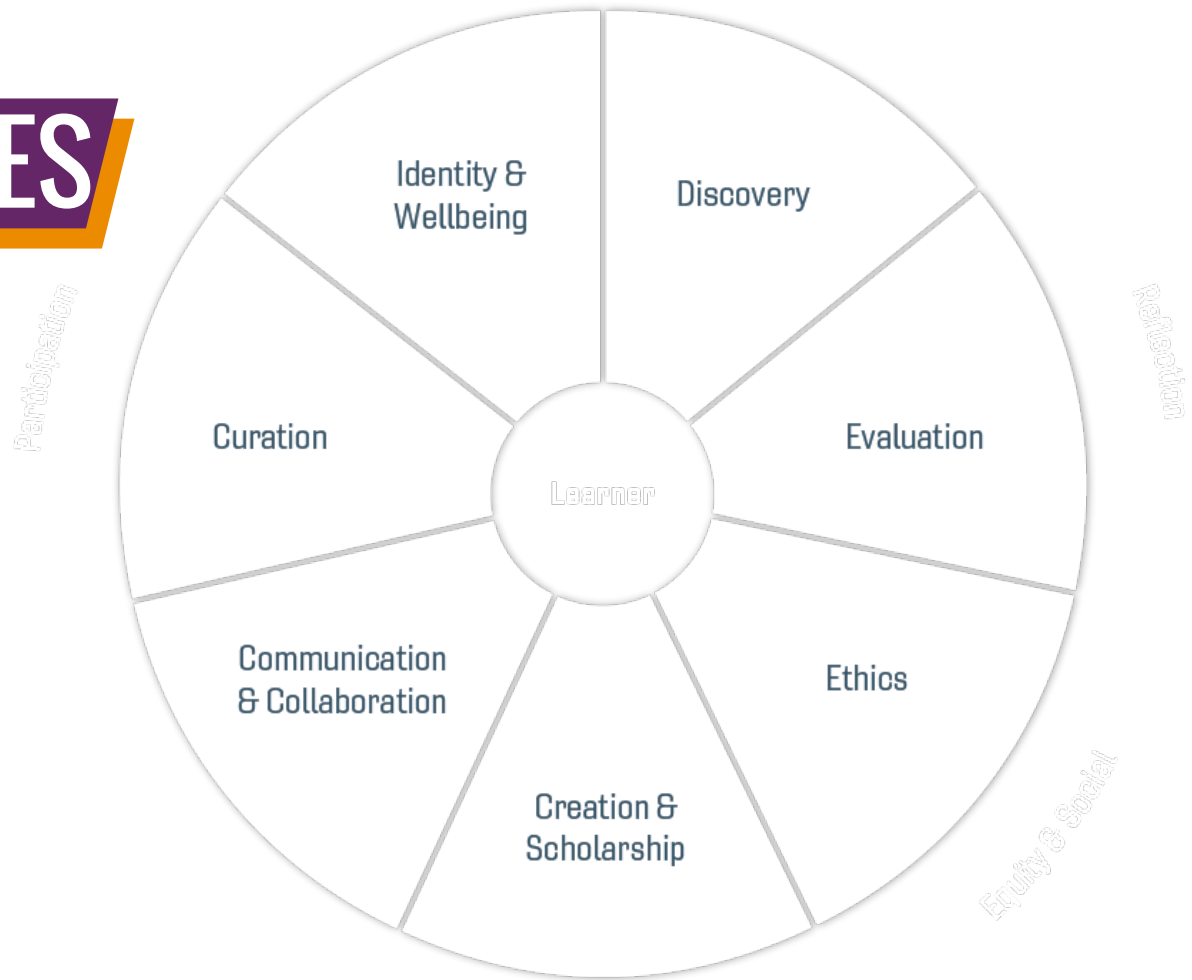 ES
Identity &
Wellbeing
Discovery
Participation
Reflection
Curation
Evaluation
Learner
Communication
& Collaboration
Ethics
Creation &
Scholarship
Equity & Social